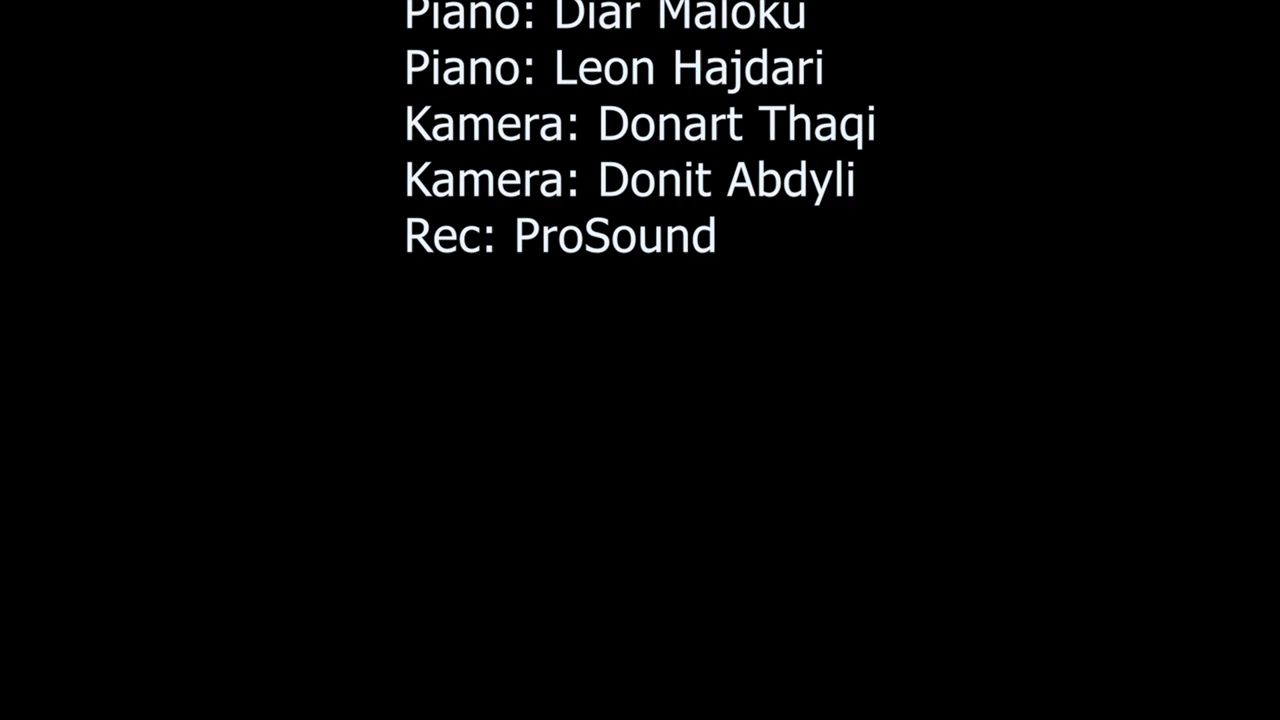 Piano: Diar Maloku
Piano: Leon Hajdari
Kamera: Donart Thaqi
Kamera: Donit Abdyli
Rec: ProSound